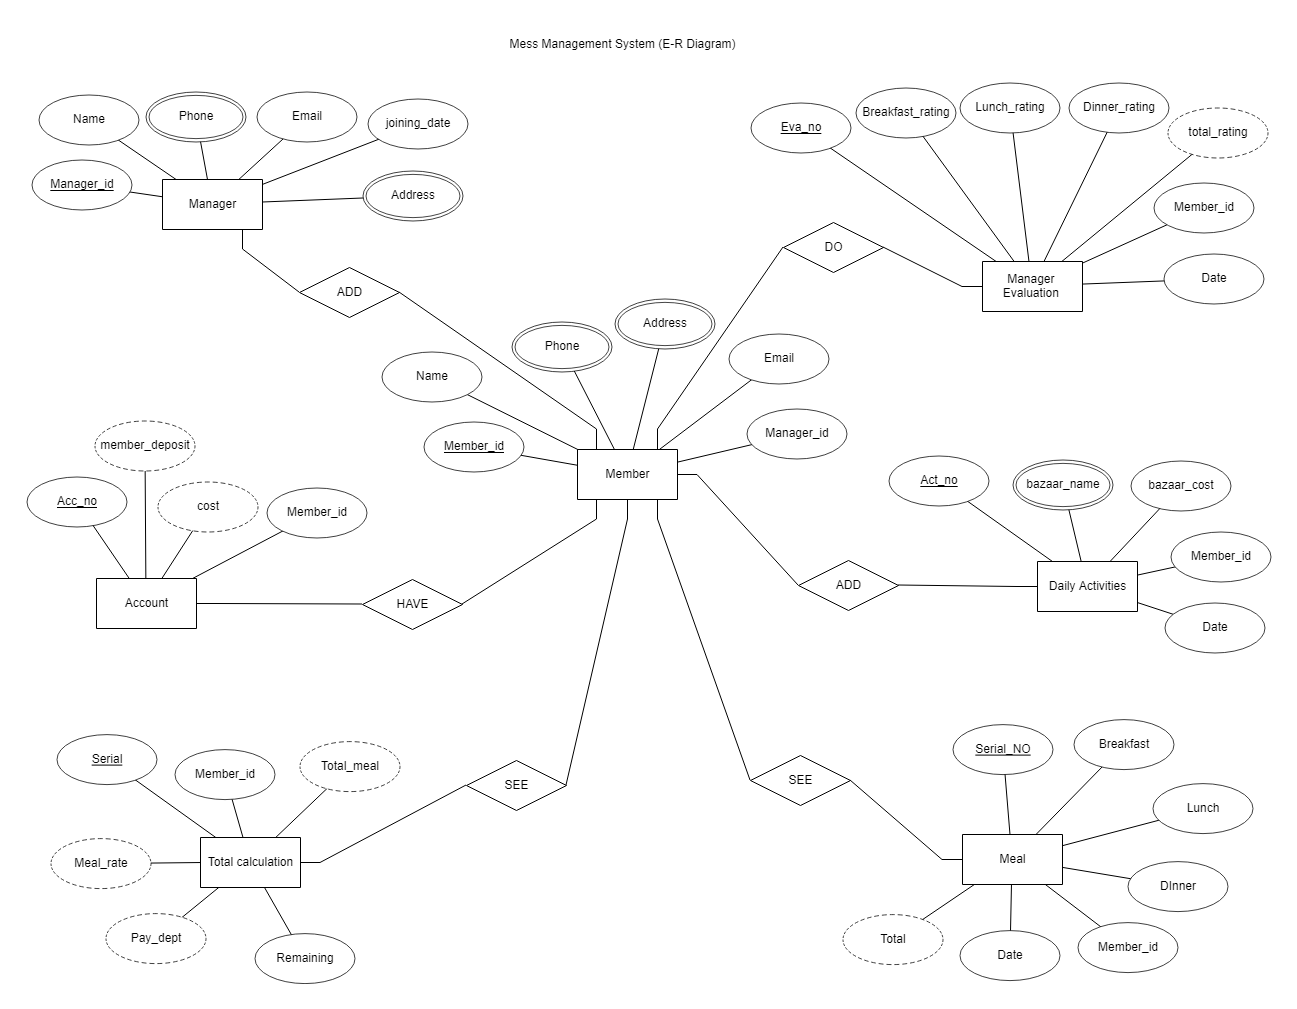 Mess Management System (E-R Diagram)
Name
Phone
Email
joining_date
Manager_id
Manager
Address
ADD
Eva_no
Breakfast_rating
Lunch_rating
Dinner_rating
total_rating
Member_id
Date
Manager
Evaluation
DO
Name
Phone
Address
Email
Member_id
Manager_id
Member
member_deposit
Acc_no
cost
Member_id
Account
HAVE
Act_no
bazaar_name
bazaar_cost
Member_id
Date
Daily Activities
ADD
Serial
Member_id
Total_meal
Meal_rate
Total calculation
Pay_dept
Remaining
SEE
SEE
Serial_NO
Breakfast
Lunch
DInner
Meal
Total
Date
Member_id